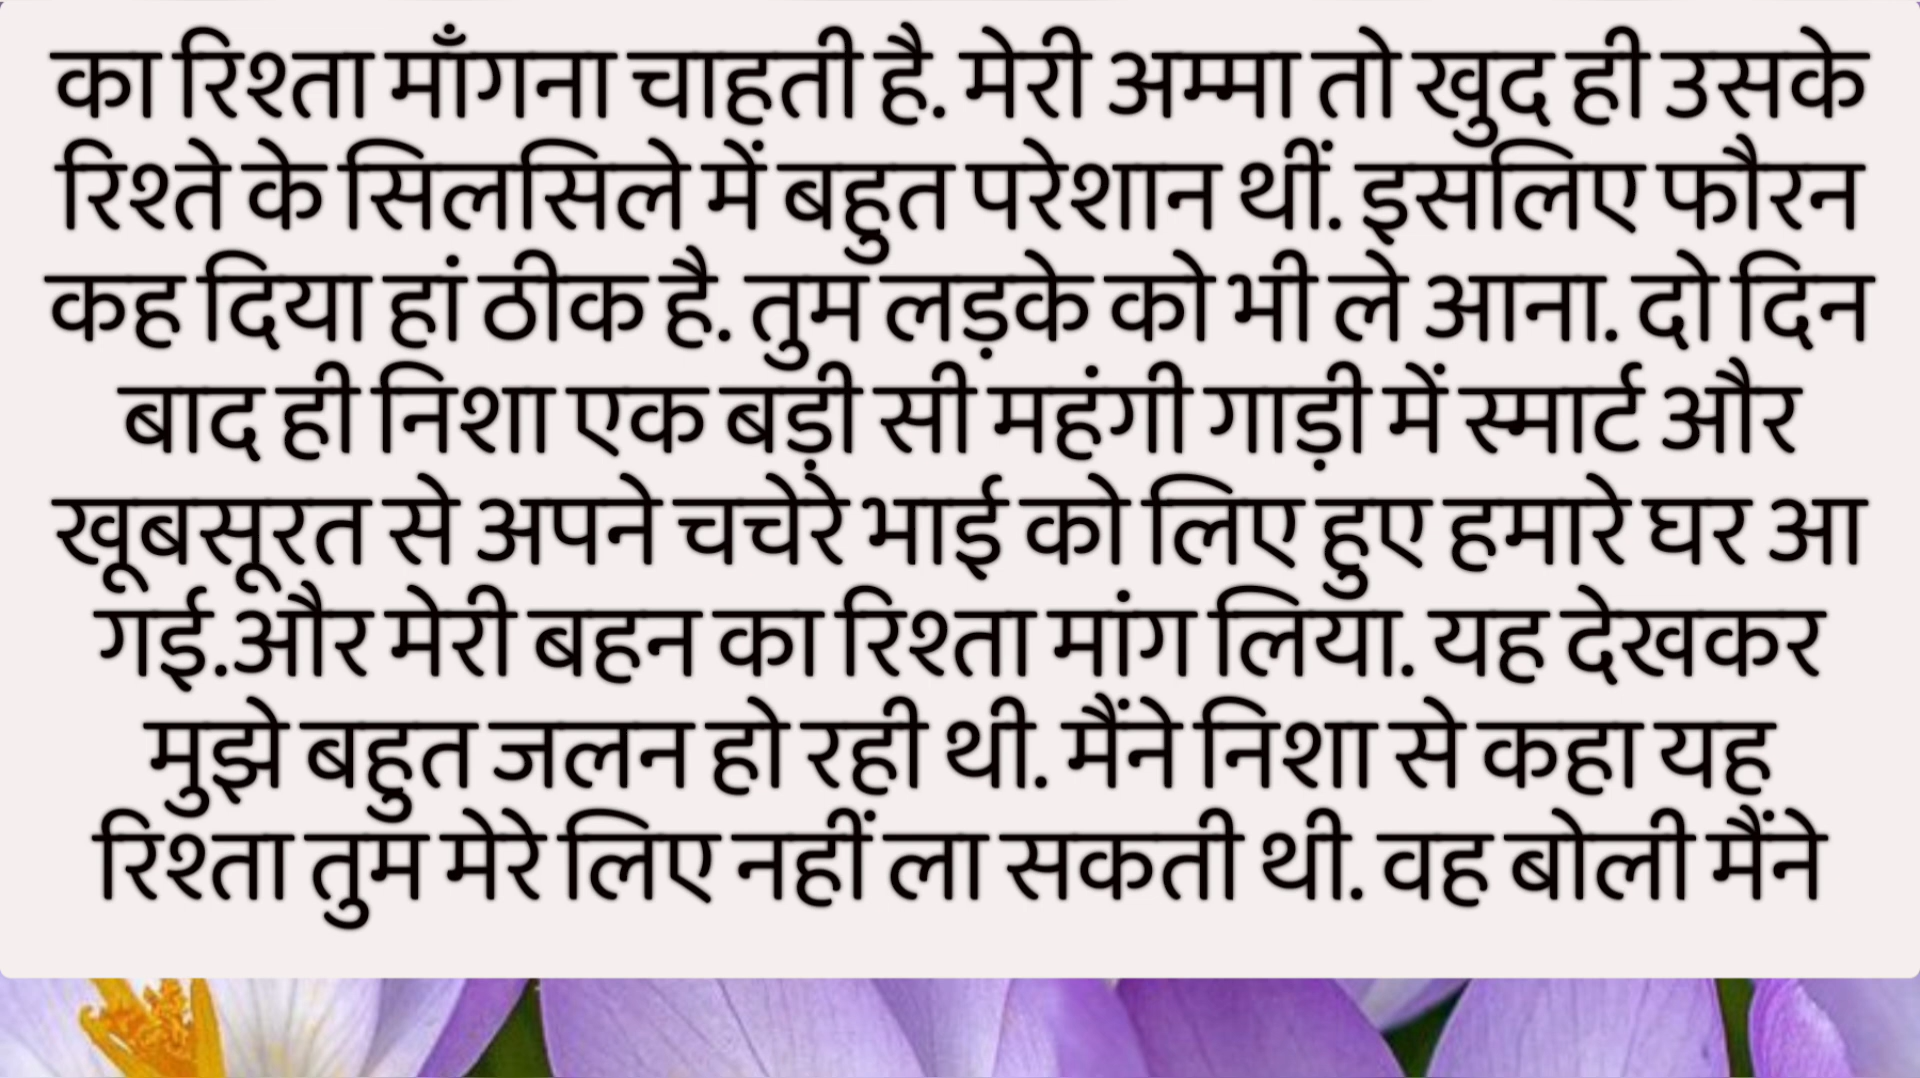 का रिश्ता माँगना चाहती है. मेरी अम्मा तो खुद ही उसके
रिश्ते के सिलसिले में बहुत परेशान थीं. इसलिए फौरन
कह दिया हां ठीक है. तुम लड़के को भी ले आना. दो दिन
बाद ही निशा एक बड़ी सी महंगी गाड़ी में स्मार्ट और
खूबसूरत से अपने चचेरे भाई को लिए हुए हमारे घर आ
गई.और मेरी बहन का रिश्ता मांग लिया. यह देखकर
मुझे बहुत जलन हो रही थी. मैंने निशा से कहा यह
रिश्ता तुम मेरे लिए नहीं ला सकती थी. वह बोली मैंने